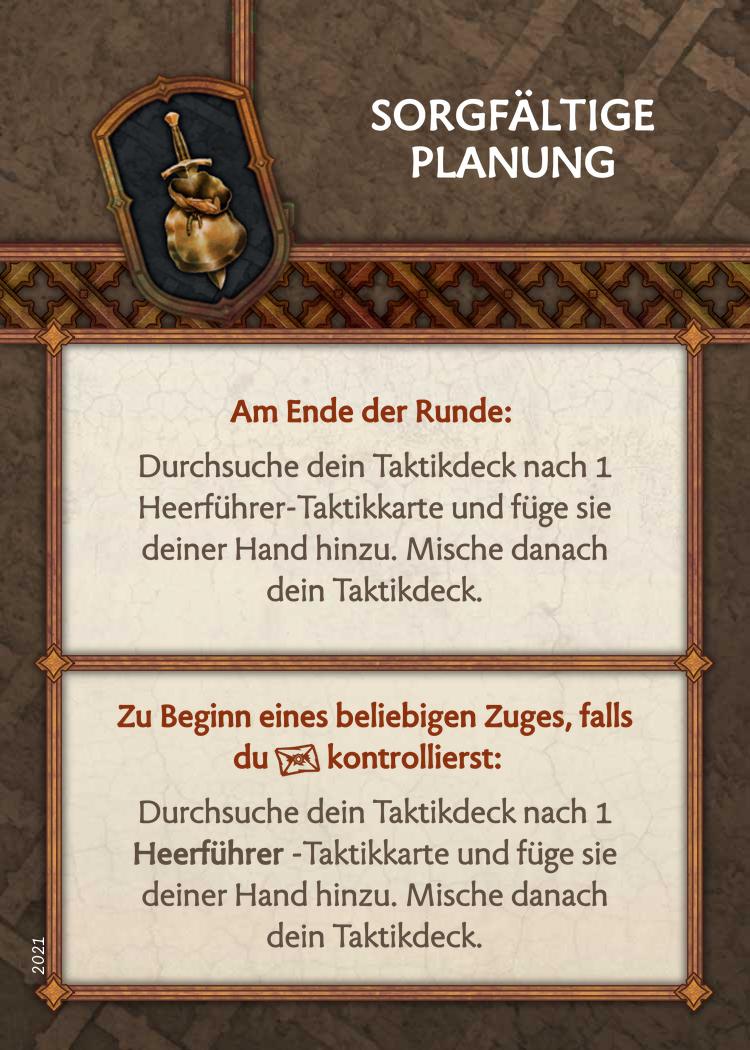 SORGFÄLTIGE
PLANUNG
Am Ende der Runde:
Durchsuche dein Taktikdeck nach 1
Heerführer-Taktikkarte und füge sie
deiner Hand hinzu. Mische danach
dein Taktikdeck.
Zu Beginn eines beliebigen Zuges, falls
du kontrollierst:
Durchsuche dein Taktikdeck nach 1
Heerführer -Taktikkarte und füge sie
deiner Hand hinzu. Mische danach
dein Taktikdeck.
2021